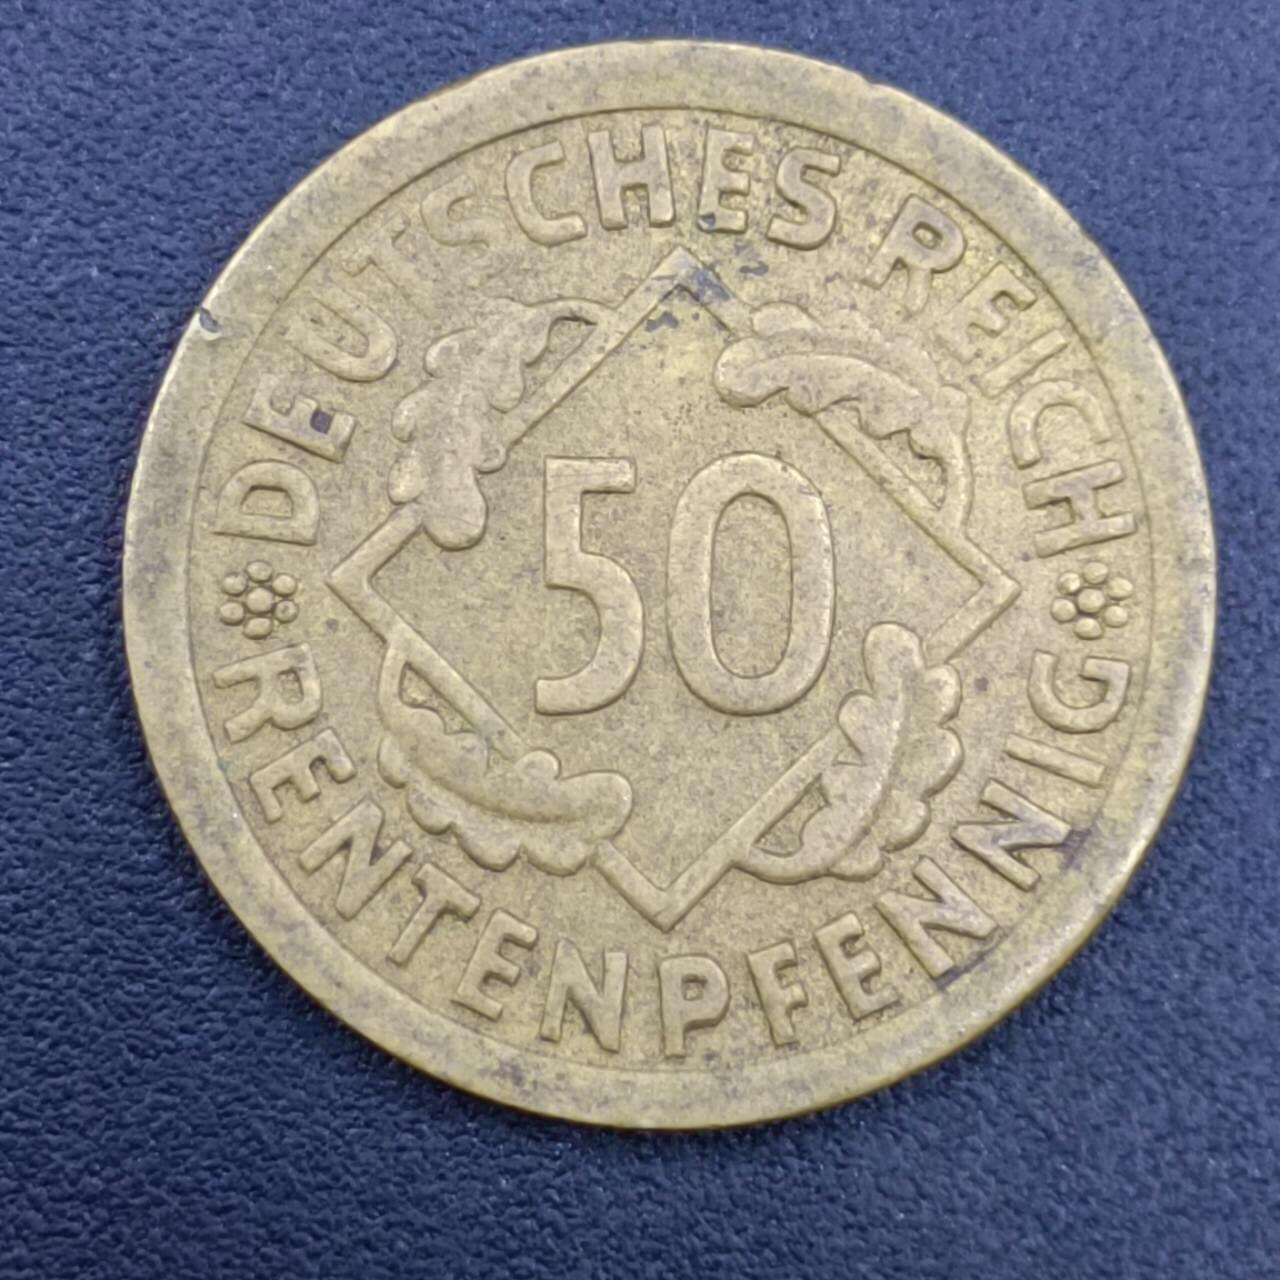 DEUTSCHES REICH
50
RENTENPFENNIG